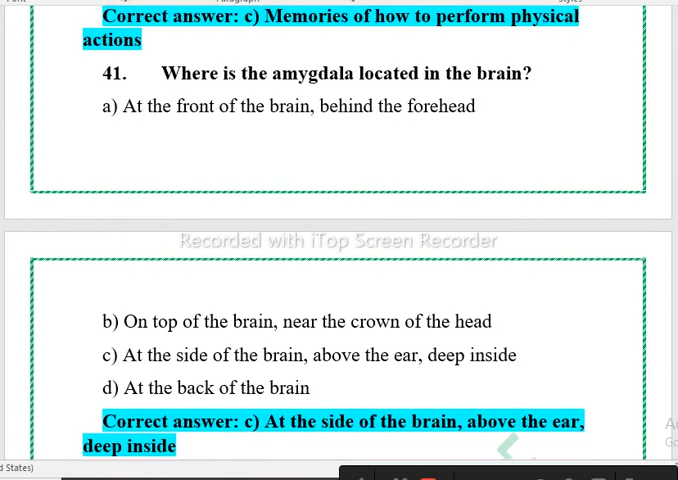 Correct answer: c) Memories of how to perform physical
actions
41. Where is the amygdala located in the brain?
a) At the front of the brain, behind the forehead
Recorded with iTop Screen Recorder
b) On top of the brain, near the crown of the head
c) At the side of the brain, above the ear, deep inside
d) At the back of the brain
Correct answer: c) At the side of the brain, above the ear,
deep inside
d States)